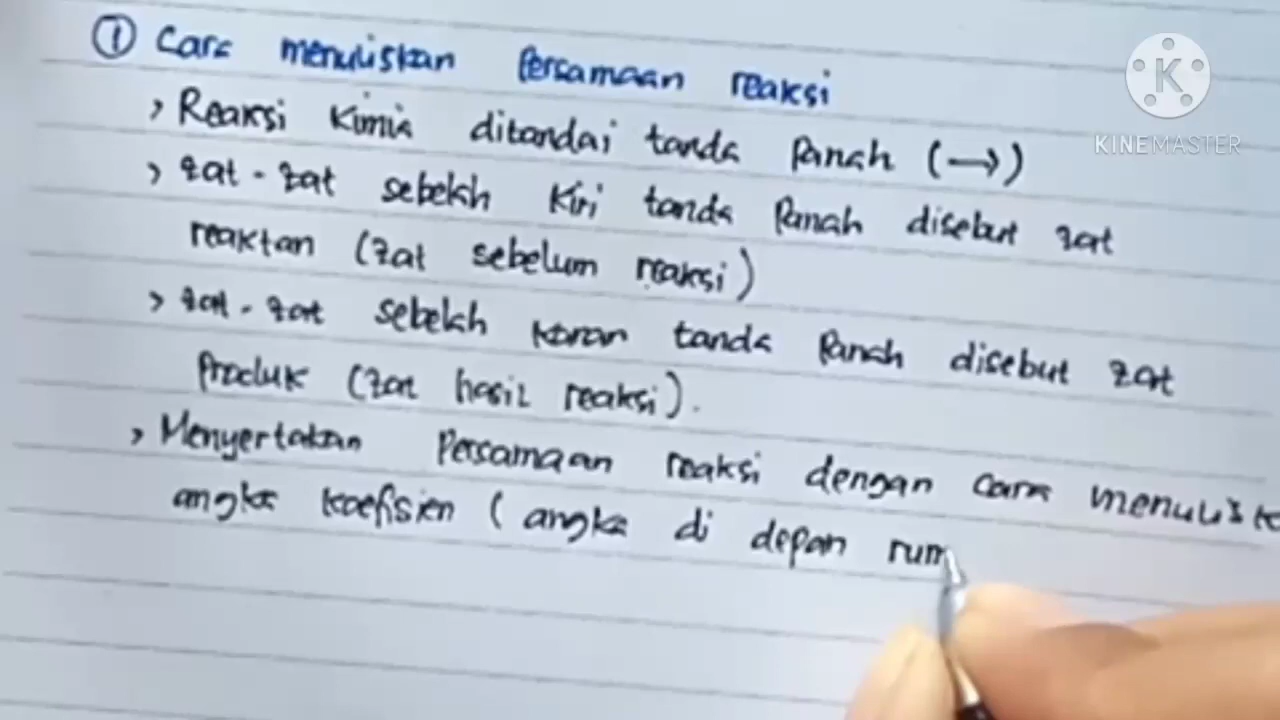 ① Cara menuliskan Persamaan reaksi
› Reaksi Kimia ditandai tanda Panah (→)
› zat-zat sebelah Kiri tanda Panah disebut zat
reaktan (zat sebelum reaksi)
› zat-zat sebelah kanan tanda Panah disebut zat
Produk (zat hasil reaksi).
› Menyertakan Persamaan reaksi dengan cara menulisk
angka koefisien (angka di depan rum
K
KINEMASTER